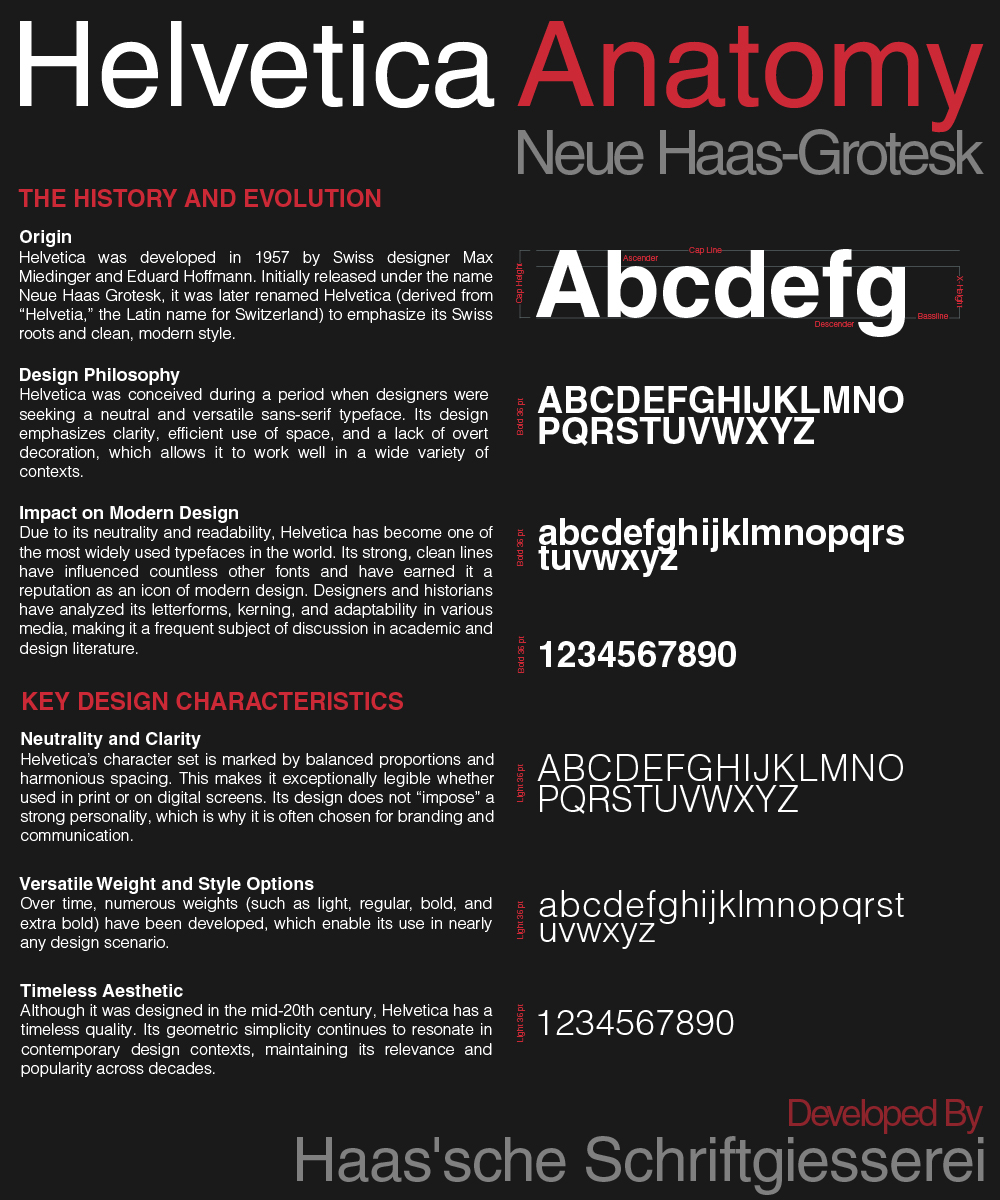 Helvetica Anatomy
Neue Haas-Grotesk
THE HISTORY AND EVOLUTION
Origin
Helvetica was developed in 1957 by Swiss designer Max
Miedinger and Eduard Hoffmann. Initially released under the name
Neue Haas Grotesk, it was later renamed Helvetica (derived from
“Helvetia,” the Latin name for Switzerland) to emphasize its Swiss
roots and clean, modern style.
Design Philosophy
Helvetica was conceived during a period when designers were
seeking a neutral and versatile sans-serif typeface. Its design
emphasizes clarity, efficient use of space, and a lack of overt
decoration, which allows it to work well in a wide variety of
contexts.
Impact on Modern Design
Due to its neutrality and readability, Helvetica has become one of
the most widely used typefaces in the world. Its strong, clean lines
have influenced countless other fonts and have earned it a
reputation as an icon of modern design. Designers and historians
have analyzed its letterforms, kerning, and adaptability in various
media, making it a frequent subject of discussion in academic and
design literature.
KEY DESIGN CHARACTERISTICS
Neutrality and Clarity
Helvetica’s character set is marked by balanced proportions and
harmonious spacing. This makes it exceptionally legible whether
used in print or on digital screens. Its design does not “impose” a
strong personality, which is why it is often chosen for branding and
communication.
Versatile Weight and Style Options
Over time, numerous weights (such as light, regular, bold, and
extra bold) have been developed, which enable its use in nearly
any design scenario.
Timeless Aesthetic
Although it was designed in the mid-20th century, Helvetica has a
timeless quality. Its geometric simplicity continues to resonate in
contemporary design contexts, maintaining its relevance and
popularity across decades.
Cap Line
Ascender
Cap Height
Abcdefg
X-Height
Bassline
Descender
Bold 36 pt
ABCDEFGHIJKLMNO
PQRSTUVWXYZ
Bold 36 pt
abcdefghijklmnopqrs
tuvwxyz
Bold 36 pt
1234567890
Light 36 pt
ABCDEFGHIJKLMNO
PQRSTUVWXYZ
Light 36 pt
abcdefghijklmnopqrst
uvwxyz
Light 36 pt
1234567890
Developed By
Haas'sche Schriftgiesserei